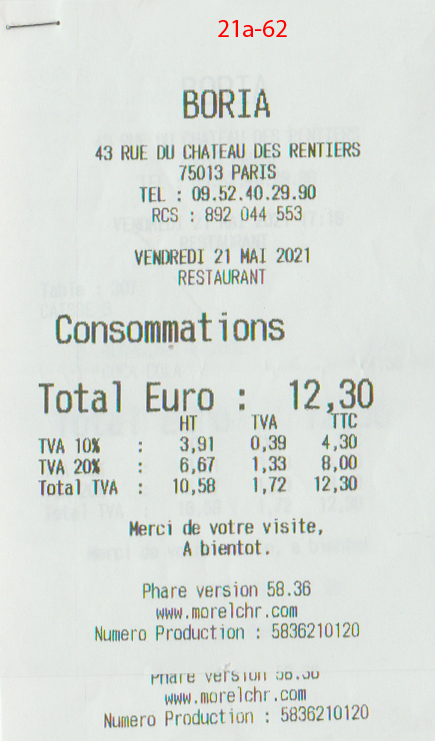 21a-62
BORIA
43 RUE DU CHATEAU DES RENTIERS
75013 PARIS
TEL : 09.52.40.29.90
RCS : 892 044 553
VENDREDI 21 MAI 2021
RESTAURANT
Consommations
Total Euro : 12,30
HT TVA TTC
TVA 10% : 3,91 0,39 4,30
TVA 20% : 6,67 1,33 8,00
Total TVA : 10,58 1,72 12,30
Merci de votre visite,
A bientot.
Phare version 58.36
www.morelchr.com
Numero Production : 5836210120
Phare version 58.36
www.morelchr.com
Numero Production : 5836210120